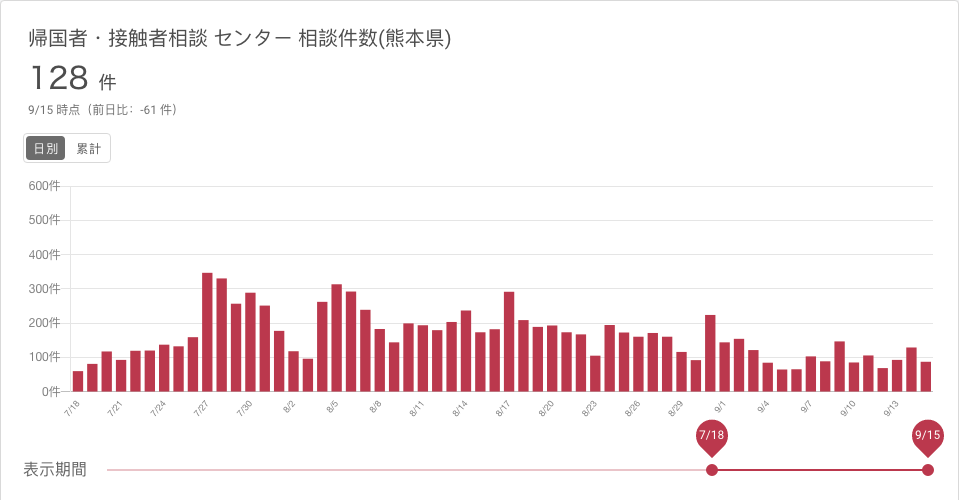 帰国者・接触者相談 センター 相談件数(熊本県)
128 件
9/15 時点（前日比: -61 件）
日別 累計
600件
500件
400件
300件
200件
100件
0件
7/18 7/21 7/24 7/27 7/30 8/2 8/5 8/8 8/11 8/14 8/17 8/20 8/23 8/26 8/29 9/1 9/4 9/7 9/10 9/13
7/18 9/15
表示期間